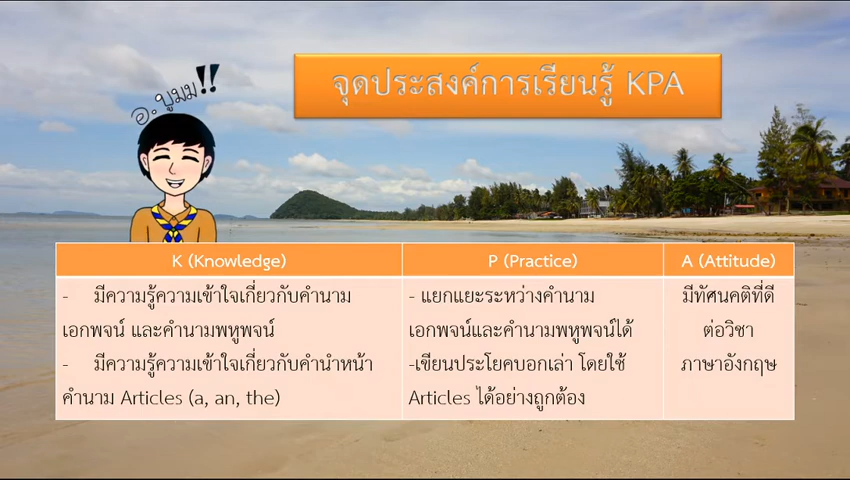 จุดประสงค์การเรียนรู้ KPA
อ.บูมม!!
K (Knowledge)
P (Practice)
A (Attitude)
- มีความรู้ความเข้าใจเกี่ยวกับคำนาม
เอกพจน์ และคำนามพหูพจน์
- มีความรู้ความเข้าใจเกี่ยวกับคำนำหน้า
คำนาม Articles (a, an, the)
- แยกแยะระหว่างคำนาม
เอกพจน์และคำนามพหูพจน์ได้
-เขียนประโยคบอกเล่า โดยใช้
Articles ได้อย่างถูกต้อง
มีทัศนคติที่ดี
ต่อวิชา
ภาษาอังกฤษ